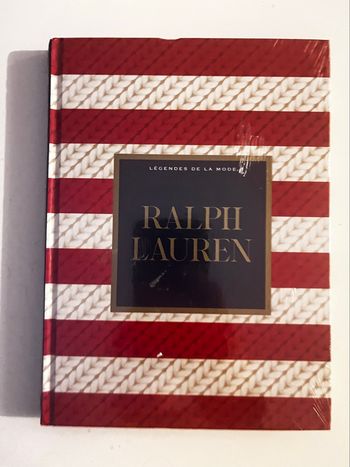 LÉGENDES DE LA MODE
RALPH
LAUREN